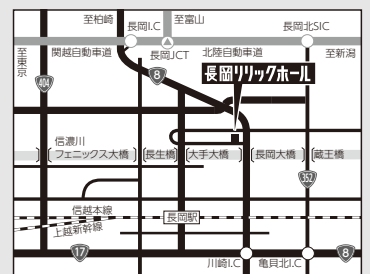 至柏崎
至富山
長岡I.C
長岡北SIC
至東京
関越自動車道
長岡JCT
北陸自動車道
至新潟
404
8
長岡リリックホール
信濃川
フェニックス大橋
長生橋
大手大橋
長岡大橋
蔵王橋
352
信越本線
上越新幹線
長岡駅
17
川崎I.C
亀貝北I.C
8